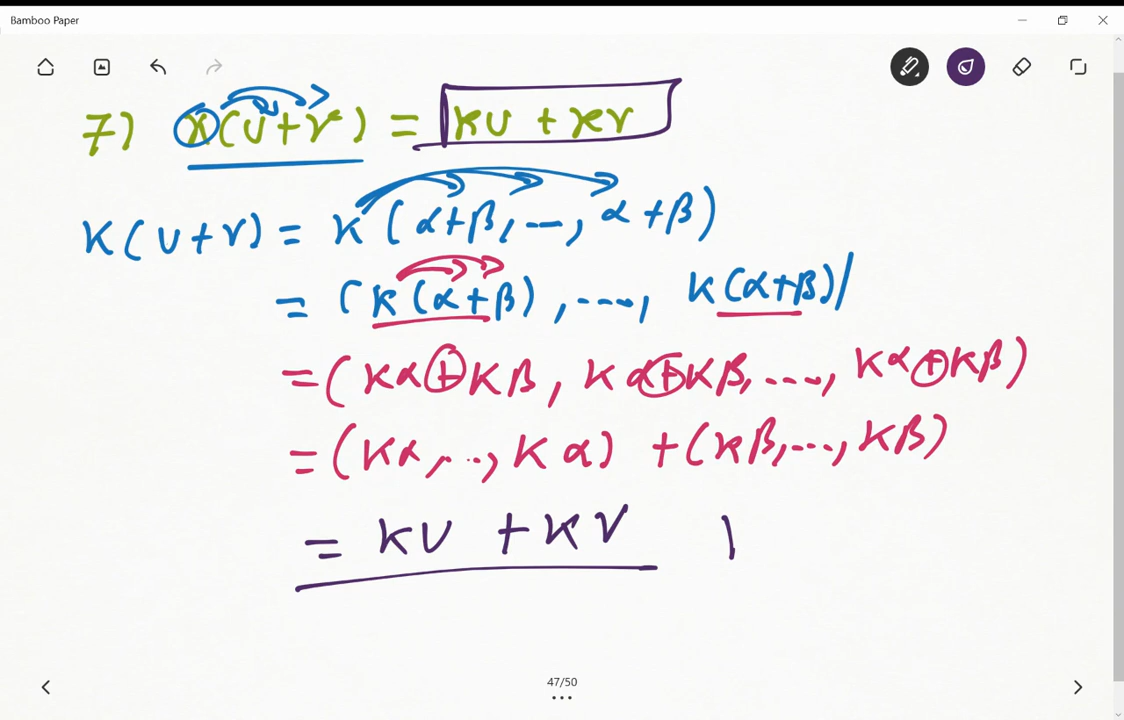 Bamboo Paper
7) K(u+v) = Ku + Kv
K(u+v) = K(α+β, ..., α+β)
= (K(α+β), ...., K(α+β))
= (Kα+Kβ, Kα+Kβ, ...., Kα+Kβ)
= (Kα, ..., Kα) + (Kβ, ..., Kβ)
= Ku + Kv
47/50